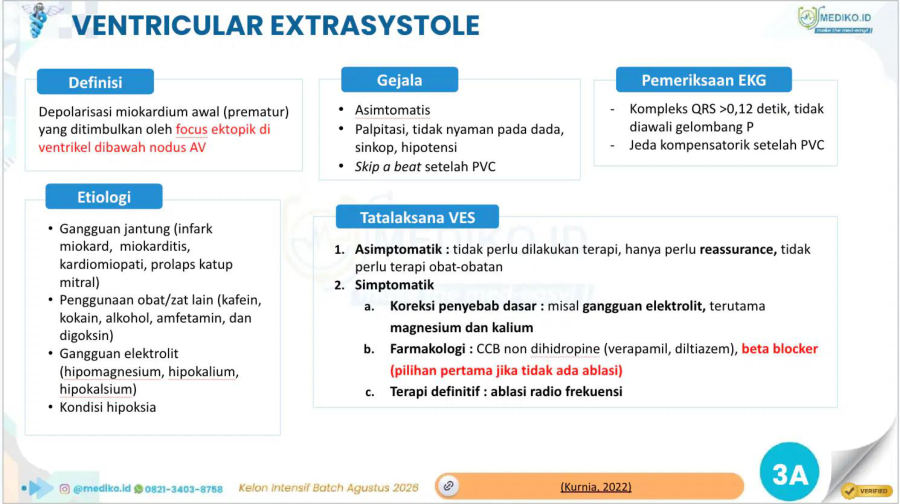 VENTRICULAR EXTRASYSTOLE
MEDIKO.ID
make the med-easy!!
Definisi
Depolarisasi miokardium awal (prematur)
yang ditimbulkan oleh focus ektopik di
ventrikel dibawah nodus AV
Gejala
• Asimtomatis
• Palpitasi, tidak nyaman pada dada,
sinkop, hipotensi
• Skip a beat setelah PVC
Pemeriksaan EKG
- Kompleks QRS >0,12 detik, tidak
diawali gelombang P
- Jeda kompensatorik setelah PVC
Etiologi
• Gangguan jantung (infark
miokard, miokarditis,
kardiomiopati, prolaps katup
mitral)
• Penggunaan obat/zat lain (kafein,
kokain, alkohol, amfetamin, dan
digoksin)
• Gangguan elektrolit
(hipomagnesium, hipokalium,
hipokalsium)
• Kondisi hipoksia
Tatalaksana VES
1. Asimptomatik : tidak perlu dilakukan terapi, hanya perlu reassurance, tidak
perlu terapi obat-obatan
2. Simptomatik
a. Koreksi penyebab dasar : misal gangguan elektrolit, terutama
magnesium dan kalium
b. Farmakologi : CCB non dihidropine (verapamil, diltiazem), beta blocker
(pilihan pertama jika tidak ada ablasi)
c. Terapi definitif : ablasi radio frekuensi
@mediko.id 0821-3403-8758
Kelon Intensif Batch Agustus 2026
(Kurnia, 2022)
3A
VERIFIED